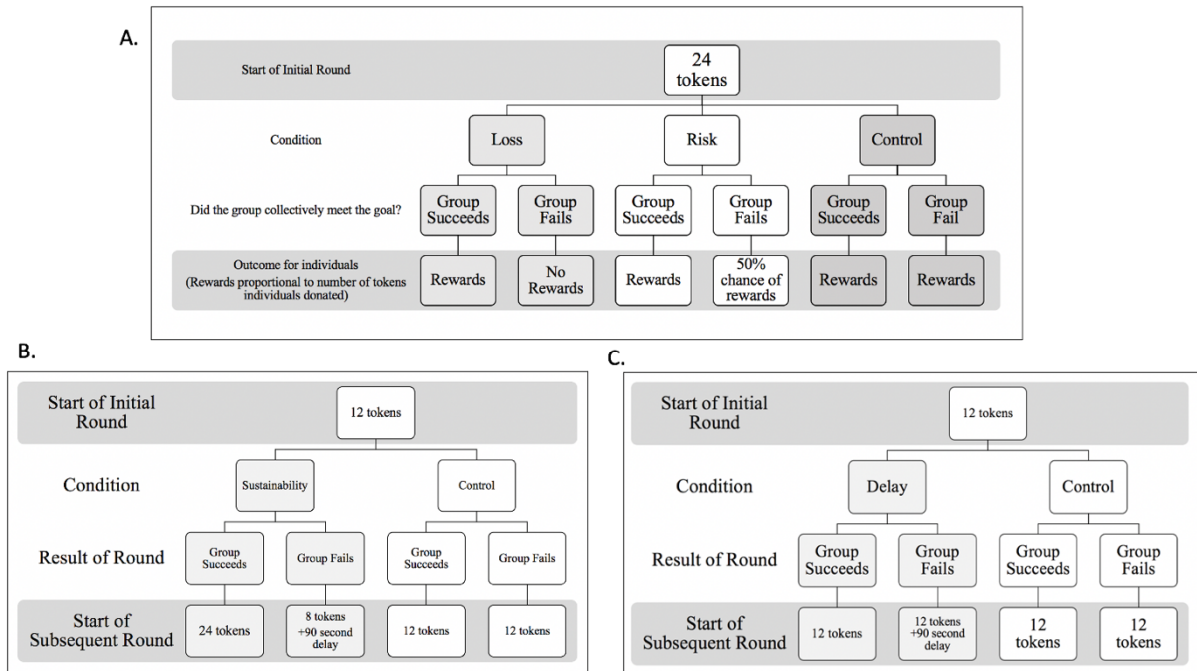 A.
Start of Initial Round
24
tokens
Condition
Loss
Risk
Control
Did the group collectively meet the goal?
Group
Succeeds
Group
Fails
Group
Succeeds
Group
Fails
Group
Succeeds
Group
Fail
Outcome for individuals
(Rewards proportional to number of tokens
individuals donated)
Rewards
No
Rewards
Rewards
50%
chance of
rewards
Rewards
Rewards
B.
Start of Initial
Round
12 tokens
Condition
Sustainability
Control
Result of Round
Group
Succeeds
Group Fails
Group
Succeeds
Group Fails
Start of
Subsequent Round
24 tokens
8 tokens
+90 second
delay
12 tokens
12 tokens
C.
Start of Initial
Round
12 tokens
Condition
Delay
Control
Result of Round
Group
Succeeds
Group
Fails
Group
Succeeds
Group
Fails
Start of
Subsequent Round
12 tokens
12 tokens
+90 second
delay
12
tokens
12
tokens